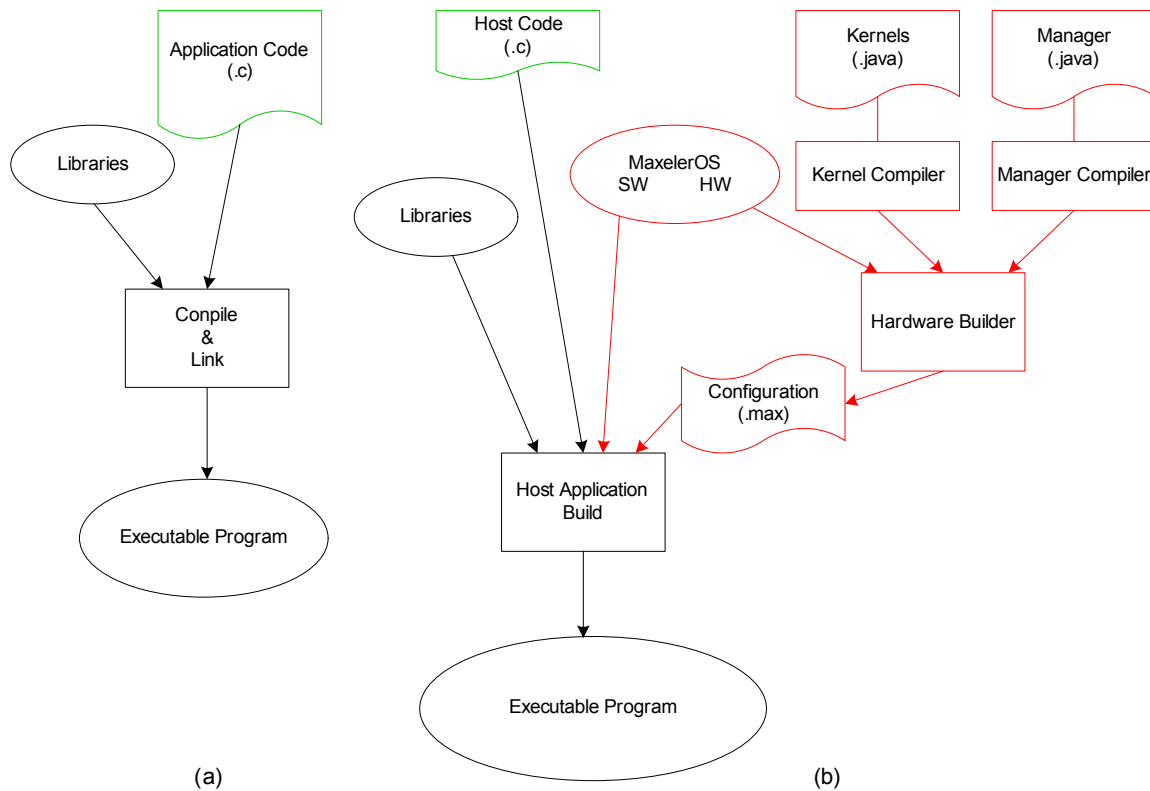 Application Code
(.c)
Libraries
Conpile
&
Link
Executable Program
(a)
Host Code
(.c)
Kernels
(.java)
Manager
(.java)
MaxelerOS
SW HW
Kernel Compiler
Manager Compiler
Libraries
Hardware Builder
Configuration
(.max)
Host Application
Build
Executable Program
(b)